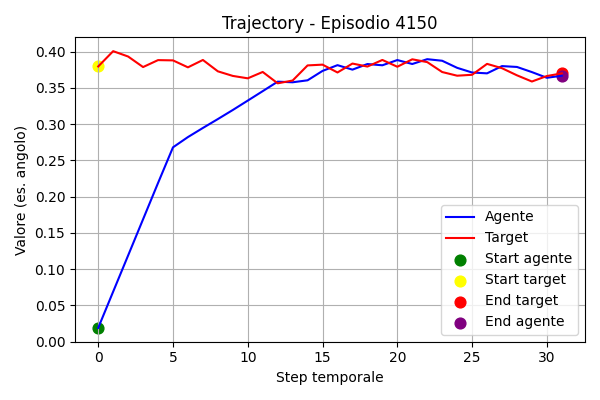 Trajectory - Episodio 4150
Valore (es. angolo)
0.40
0.35
0.30
0.25
0.20
0.15
0.10
0.05
0.00
0 5 10 15 20 25 30
Step temporale
Agente
Target
Start agente
Start target
End target
End agente